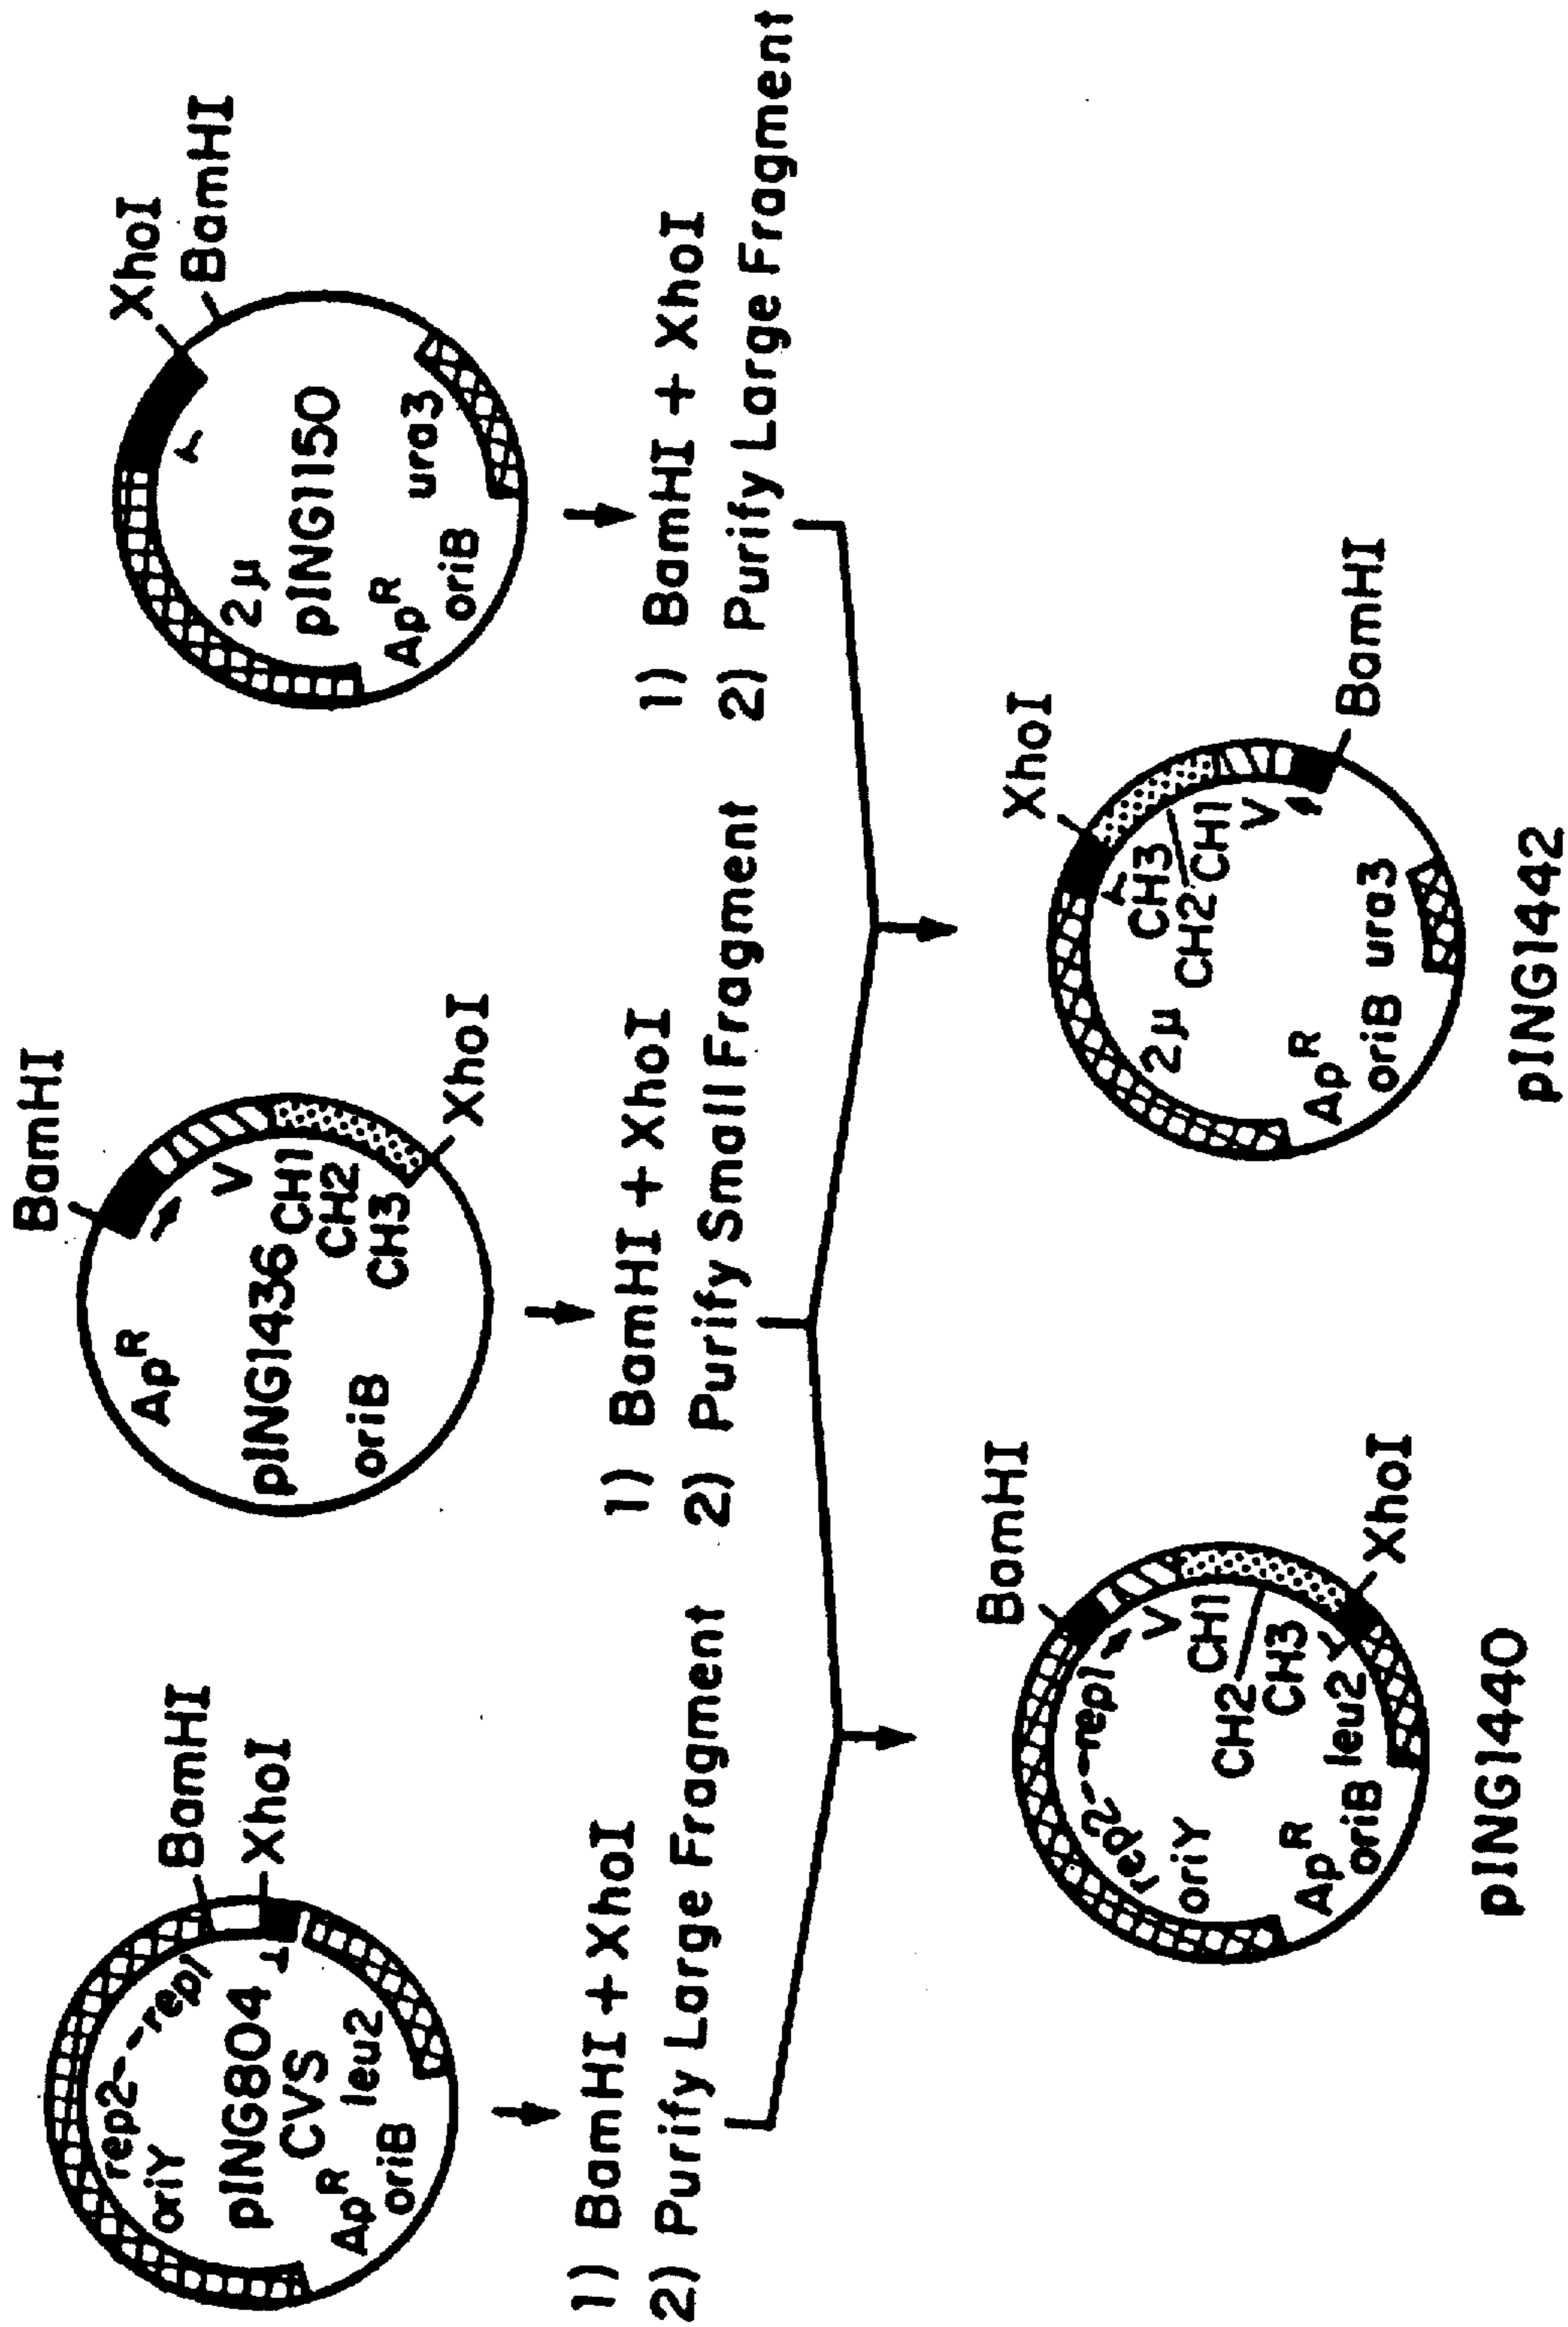 BamHI
XhoI
rep2--rep1
oriY
pING804
CVS
Ap^R leu2
oriB
1) BamHI + XhoI
2) Purify Large Fragment
BamHI
Ap^R
V
pING1436 CH1
CH2
CH3
oriB
XhoI
1) BamHI + XhoI
2) Purify Small Fragment
XhoI
BamHI
2μ
pING1150
Ap^R ura3
oriB
1) BamHI + XhoI
2) Purify Large Fragment
BamHI
rep2--rep1
V
oriY
CH1
CH2
CH3
Ap^R
oriB leu2
XhoI
pING1440
XhoI
2μ
CH3
CH2 CH1
V
Ap^R
oriB ura3
BamHI
pING1442